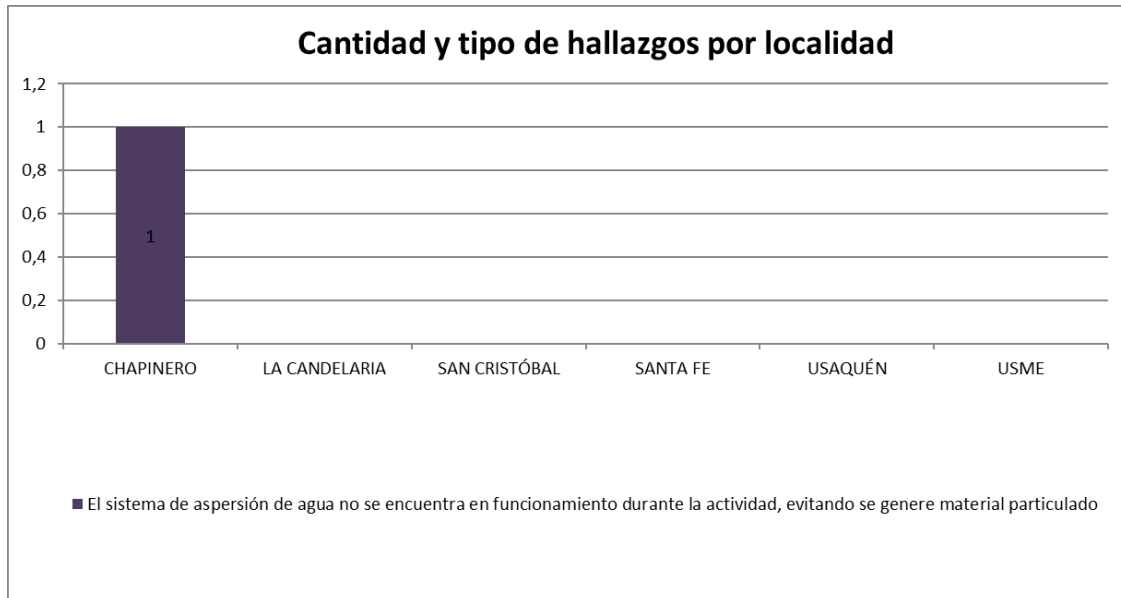 Cantidad y tipo de hallazgos por localidad
1,2
1
0,8
0,6
0,4
0,2
0
1
CHAPINERO
LA CANDELARIA
SAN CRISTÓBAL
SANTA FE
USAQUÉN
USME
El sistema de aspersión de agua no se encuentra en funcionamiento durante la actividad, evitando se genere material particulado